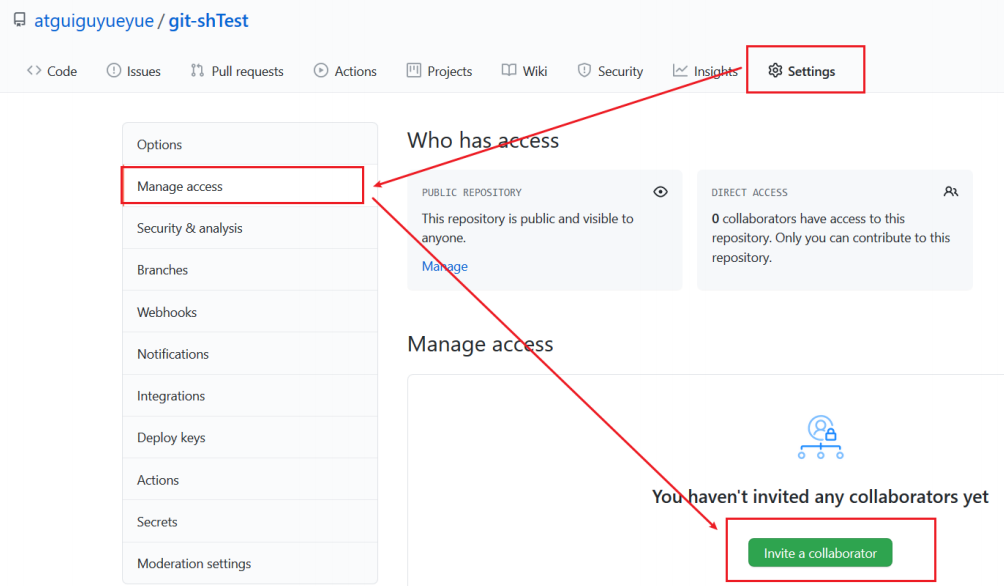 atguiguyueyue / git-shTest
Code Issues Pull requests Actions Projects Wiki Security Insights Settings
Options
Manage access
Security & analysis
Branches
Webhooks
Notifications
Integrations
Deploy keys
Actions
Secrets
Moderation settings
Who has access
PUBLIC REPOSITORY
This repository is public and visible to
anyone.
Manage
DIRECT ACCESS
0 collaborators have access to this
repository. Only you can contribute to this
repository.
Manage access
You haven't invited any collaborators yet
Invite a collaborator